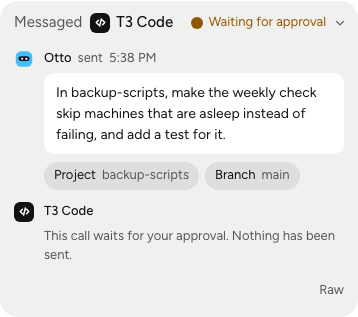 Messaged T3 Code Waiting for approval
Otto sent 5:38 PM
In backup-scripts, make the weekly check
skip machines that are asleep instead of
failing, and add a test for it.
Project backup-scripts Branch main
T3 Code
This call waits for your approval. Nothing has been
sent.
Raw